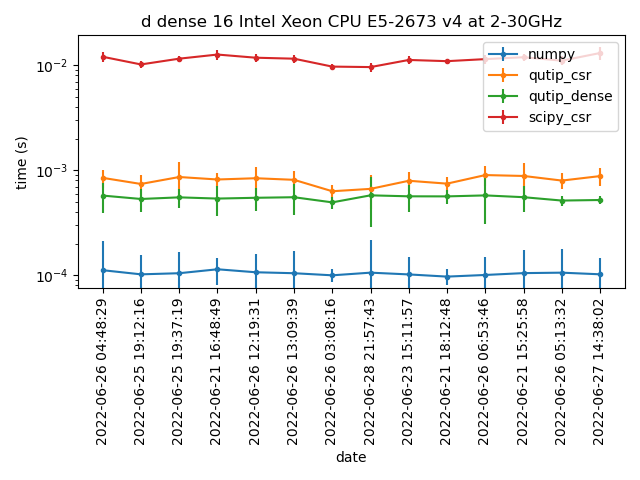 d dense 16 Intel Xeon CPU E5-2673 v4 at 2-30GHz
numpy
qutip_csr
qutip_dense
scipy_csr
time (s)
10⁻²
10⁻³
10⁻⁴
2022-06-26 04:48:29
2022-06-25 19:12:16
2022-06-25 19:37:19
2022-06-21 16:48:49
2022-06-26 12:19:31
2022-06-26 13:09:39
2022-06-26 03:08:16
2022-06-28 21:57:43
2022-06-23 15:11:57
2022-06-21 18:12:48
2022-06-26 06:53:46
2022-06-21 15:25:58
2022-06-26 05:13:32
2022-06-27 14:38:02
date